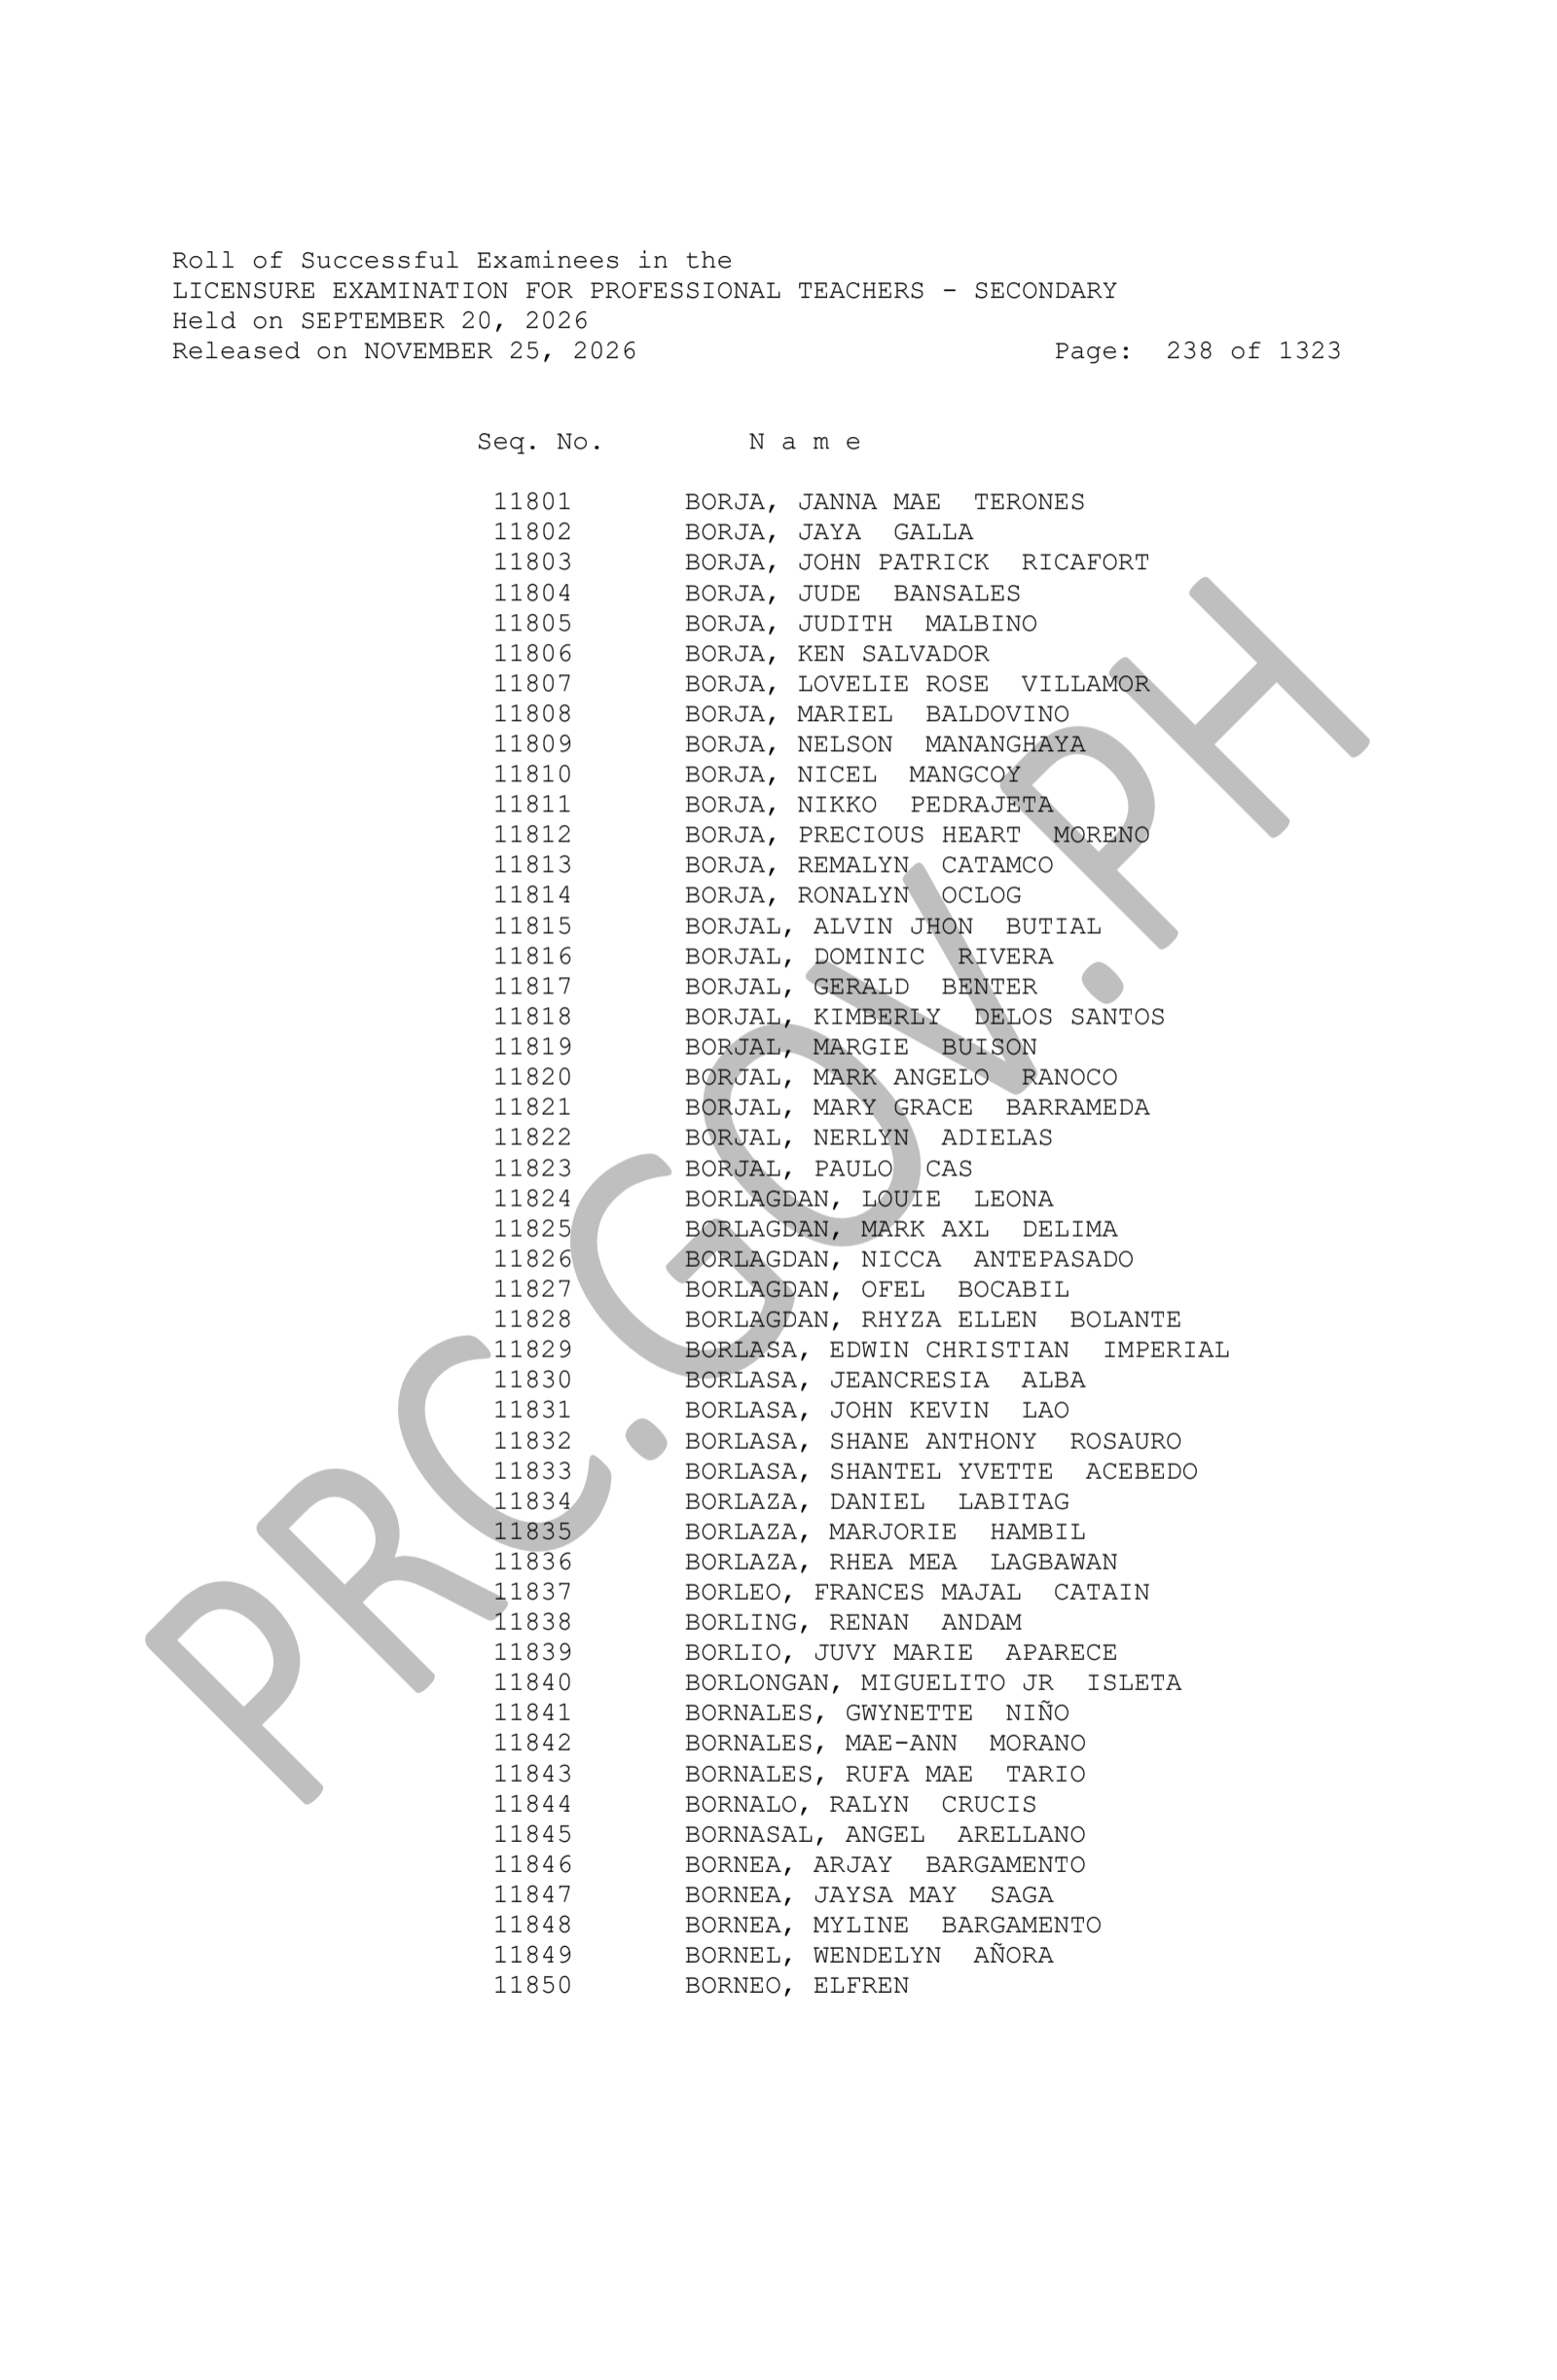 Roll of Successful Examinees in the
LICENSURE EXAMINATION FOR PROFESSIONAL TEACHERS - SECONDARY
Held on SEPTEMBER 20, 2026
Released on NOVEMBER 25, 2026 Page: 238 of 1323
Seq. No. N a m e
11801 BORJA, JANNA MAE TERONES
11802 BORJA, JAYA GALLA
11803 BORJA, JOHN PATRICK RICAFORT
11804 BORJA, JUDE BANSALES
11805 BORJA, JUDITH MALBINO
11806 BORJA, KEN SALVADOR
11807 BORJA, LOVELIE ROSE VILLAMOR
11808 BORJA, MARIEL BALDOVINO
11809 BORJA, NELSON MANANGHAYA
11810 BORJA, NICEL MANGCOY
11811 BORJA, NIKKO PEDRAJETA
11812 BORJA, PRECIOUS HEART MORENO
11813 BORJA, REMALYN CATAMCO
11814 BORJA, RONALYN OCLOG
11815 BORJAL, ALVIN JHON BUTIAL
11816 BORJAL, DOMINIC RIVERA
11817 BORJAL, GERALD BENTER
11818 BORJAL, KIMBERLY DELOS SANTOS
11819 BORJAL, MARGIE BUISON
11820 BORJAL, MARK ANGELO RANOCO
11821 BORJAL, MARY GRACE BARRAMEDA
11822 BORJAL, NERLYN ADIELAS
11823 BORJAL, PAULO CAS
11824 BORLAGDAN, LOUIE LEONA
11825 BORLAGDAN, MARK AXL DELIMA
11826 BORLAGDAN, NICCA ANTEPASADO
11827 BORLAGDAN, OFEL BOCABIL
11828 BORLAGDAN, RHYZA ELLEN BOLANTE
11829 BORLASA, EDWIN CHRISTIAN IMPERIAL
11830 BORLASA, JEANCRESIA ALBA
11831 BORLASA, JOHN KEVIN LAO
11832 BORLASA, SHANE ANTHONY ROSAURO
11833 BORLASA, SHANTEL YVETTE ACEBEDO
11834 BORLAZA, DANIEL LABITAG
11835 BORLAZA, MARJORIE HAMBIL
11836 BORLAZA, RHEA MEA LAGBAWAN
11837 BORLEO, FRANCES MAJAL CATAIN
11838 BORLING, RENAN ANDAM
11839 BORLIO, JUVY MARIE APARECE
11840 BORLONGAN, MIGUELITO JR ISLETA
11841 BORNALES, GWYNETTE NIÑO
11842 BORNALES, MAE-ANN MORANO
11843 BORNALES, RUFA MAE TARIO
11844 BORNALO, RALYN CRUCIS
11845 BORNASAL, ANGEL ARELLANO
11846 BORNEA, ARJAY BARGAMENTO
11847 BORNEA, JAYSA MAY SAGA
11848 BORNEA, MYLINE BARGAMENTO
11849 BORNEL, WENDELYN AÑORA
11850 BORNEO, ELFREN
PRC.GOV.PH